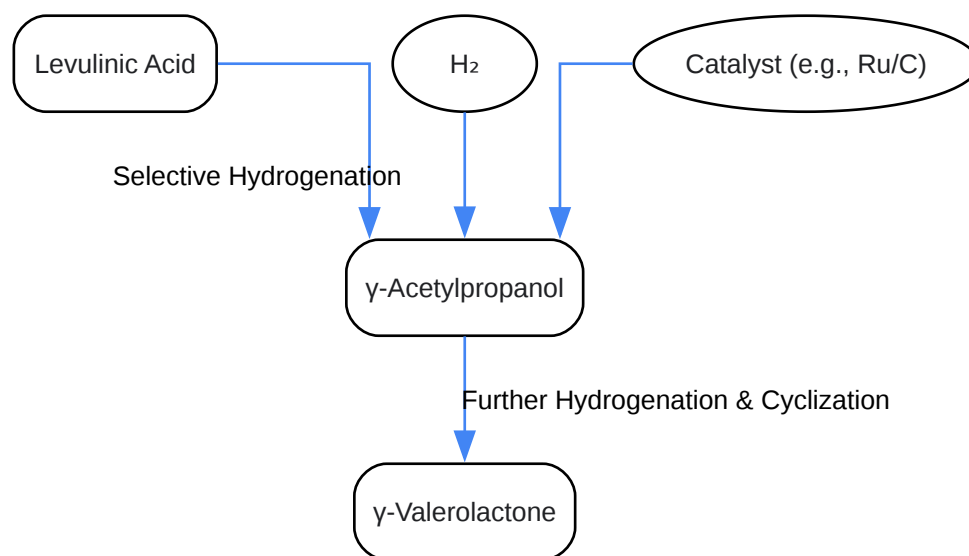 Levulinic Acid
H₂
Catalyst (e.g., Ru/C)
Selective Hydrogenation
γ-Acetylpropanol
Further Hydrogenation & Cyclization
γ-Valerolactone